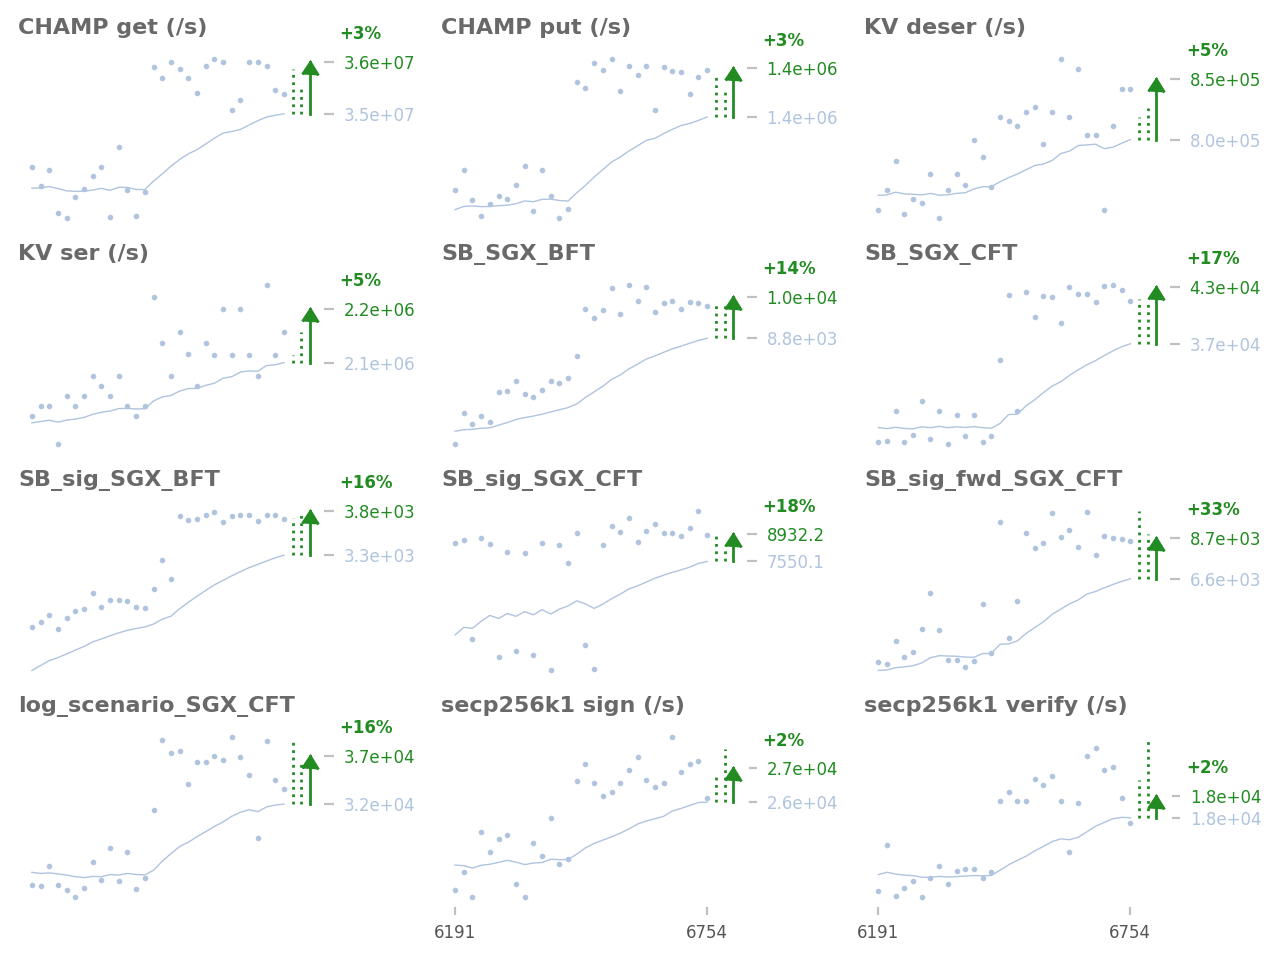 CHAMP get (/s)
+3%
3.6e+07
3.5e+07
CHAMP put (/s)
+3%
1.4e+06
1.4e+06
KV deser (/s)
+5%
8.5e+05
8.0e+05
KV ser (/s)
+5%
2.2e+06
2.1e+06
SB_SGX_BFT
+14%
1.0e+04
8.8e+03
SB_SGX_CFT
+17%
4.3e+04
3.7e+04
SB_sig_SGX_BFT
+16%
3.8e+03
3.3e+03
SB_sig_SGX_CFT
+18%
8932.2
7550.1
SB_sig_fwd_SGX_CFT
+33%
8.7e+03
6.6e+03
log_scenario_SGX_CFT
+16%
3.7e+04
3.2e+04
secp256k1 sign (/s)
+2%
2.7e+04
2.6e+04
6191 6754
secp256k1 verify (/s)
+2%
1.8e+04
1.8e+04
6191 6754